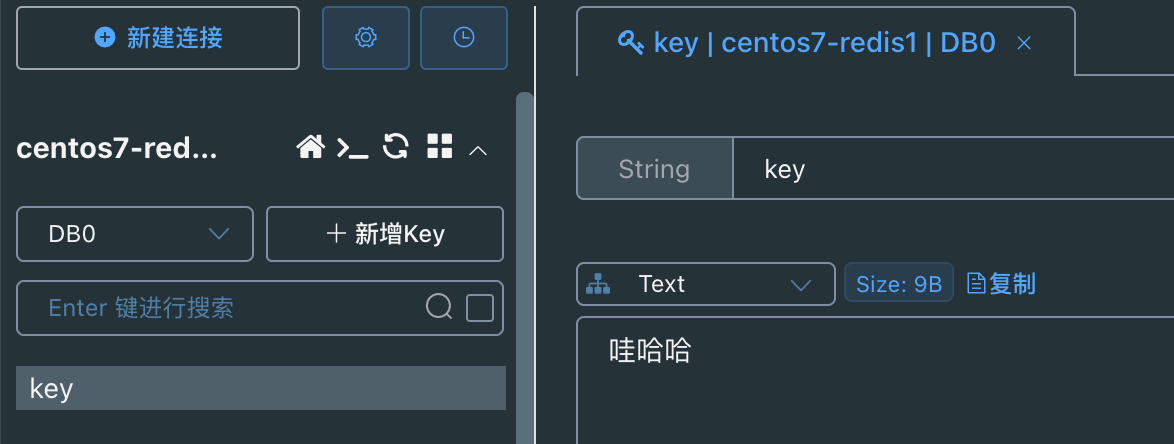 新建连接
centos7-red...
DB0
新增Key
Enter 键进行搜索
key
key | centos7-redis1 | DB0
String
key
Text
Size: 9B
复制
哇哈哈